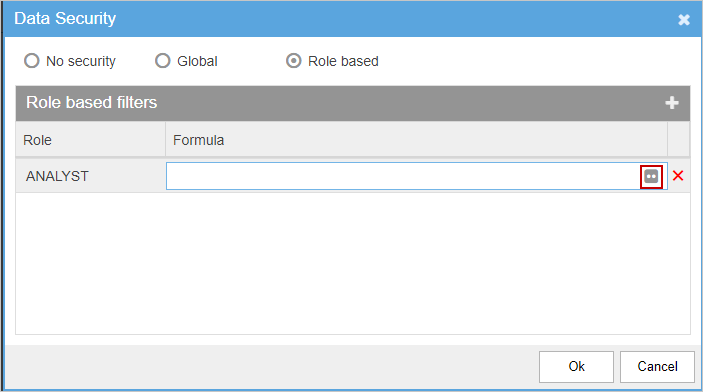 Data Security
No security Global Role based
Role based filters
Role Formula
ANALYST
Ok Cancel